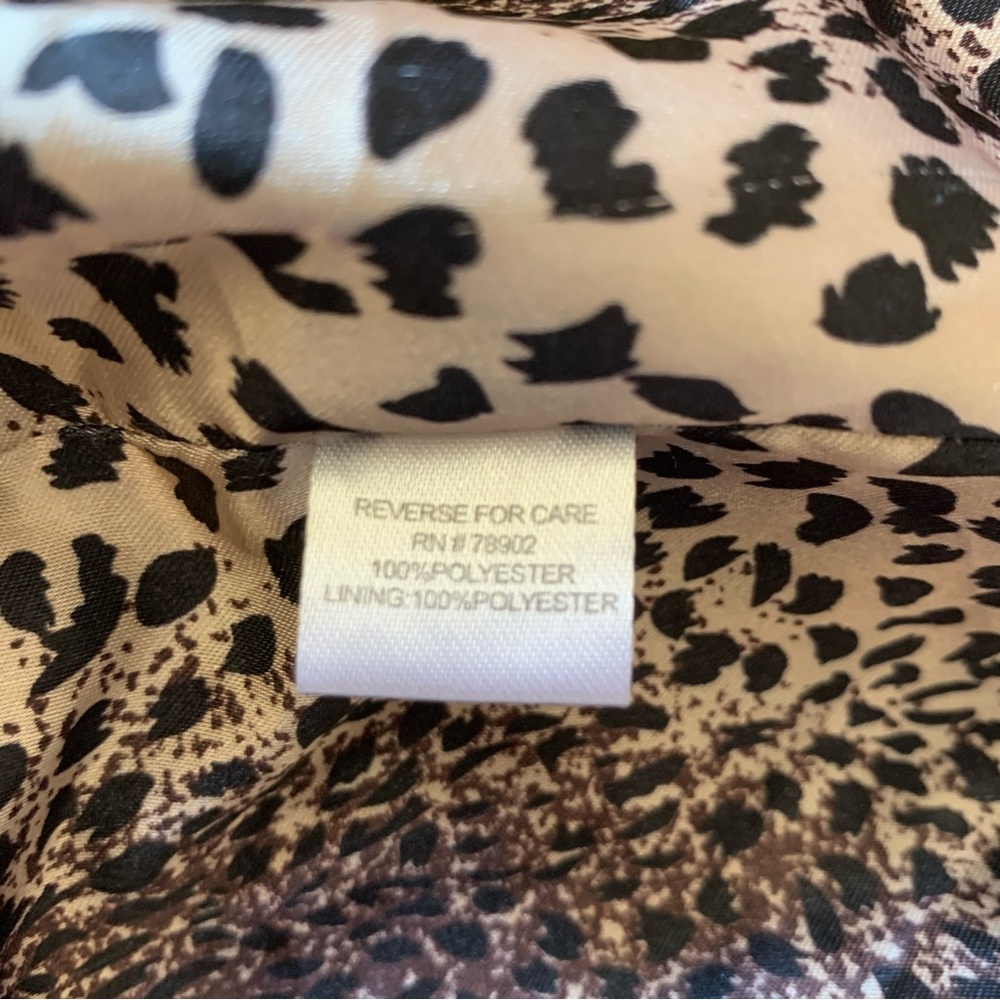 REVERSE FOR CARE
RN # 78902
100%POLYESTER
LINING:100%POLYESTER